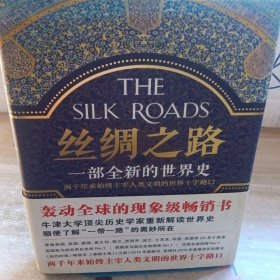 THE
SILK ROADS
丝绸之路
一部全新的世界史
两千年来始终主宰人类文明的世界十字路口
轰动全球的现象级畅销书
牛津大学顶尖历史学家重新解读世界史
顺便了解“一带一路”的奥妙所在
两千年来始终主宰人类文明的世界十字路口